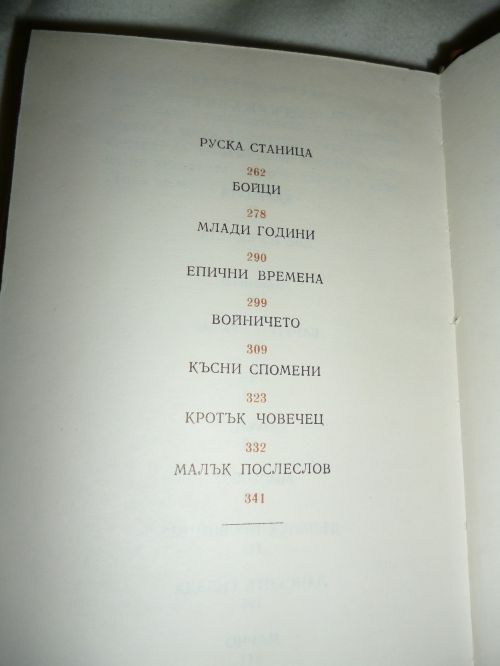 РУСКА СТАНИЦА
262
БОЙЦИ
278
МЛАДИ ГОДИНИ
290
ЕПИЧНИ ВРЕМЕНА
299
ВОЙНИЧЕТО
309
КЪСНИ СПОМЕНИ
323
КРОТЪК ЧОВЕЧЕЦ
332
МАЛЪК ПОСЛЕСЛОВ
341